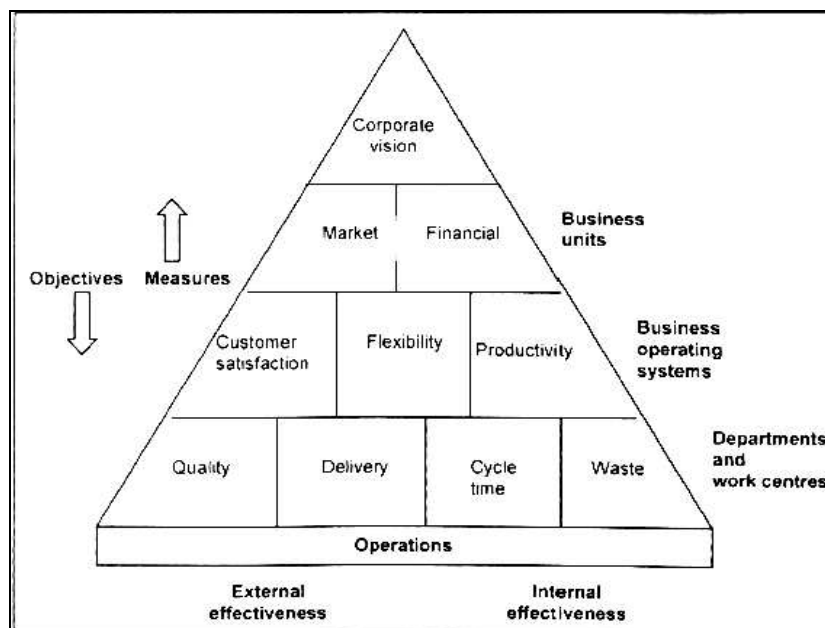 Corporate
vision
Market
Financial
Business
units
Objectives
Measures
Customer
satisfaction
Flexibility
Productivity
Business
operating
systems
Quality
Delivery
Cycle
time
Waste
Departments
and
work centres
Operations
External
effectiveness
Internal
effectiveness